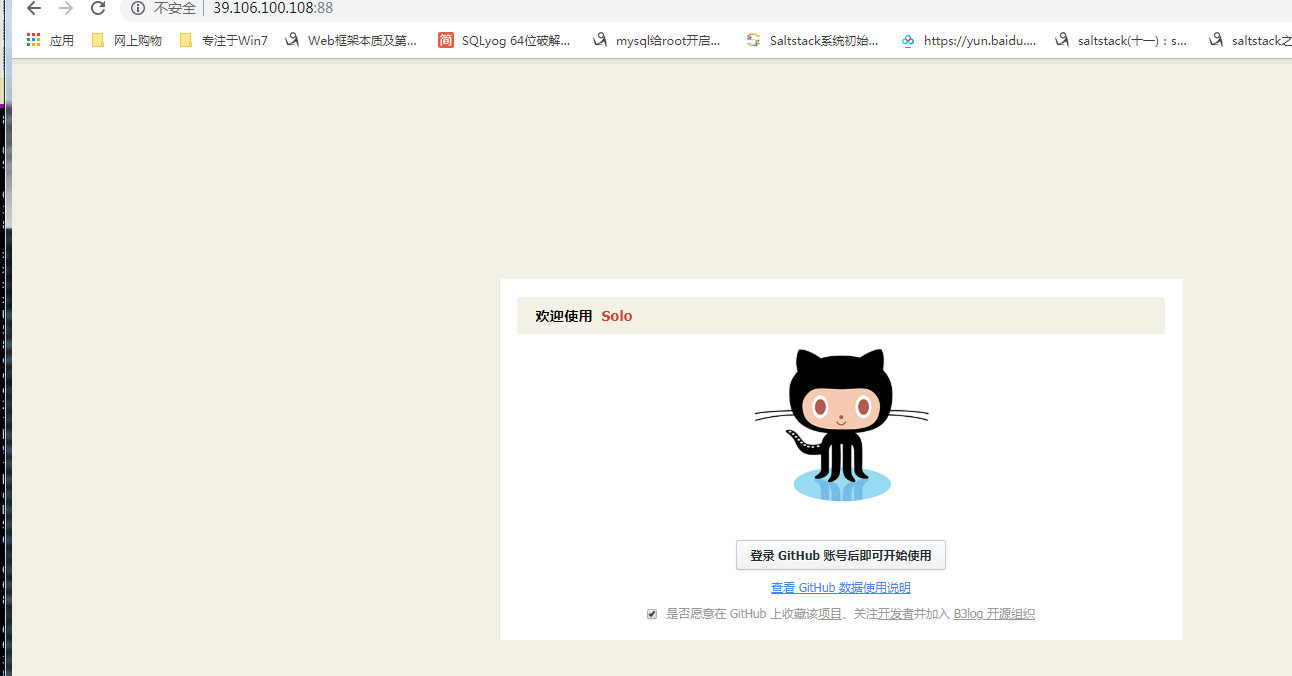 不安全 39.106.100.108:88
应用 网上购物 专注于Win7 Web框架本质及第... 简 SQLyog 64位破解... mysql给root开启... Saltstack系统初始... https://yun.baidu.... saltstack(十一)：s... saltstack之
欢迎使用 Solo
登录 GitHub 账号后即可开始使用
查看 GitHub 数据使用说明
是否愿意在 GitHub 上收藏该项目、关注开发者并加入 B3log 开源组织